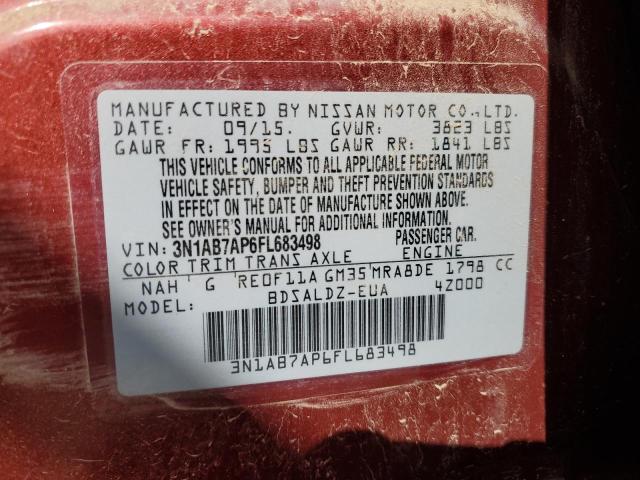 MANUFACTURED BY NISSAN MOTOR CO.,LTD.
DATE: 09/15. GVWR: 3823 LBS
GAWR FR: 1995 LBS GAWR RR: 1841 LBS
THIS VEHICLE CONFORMS TO ALL APPLICABLE FEDERAL MOTOR
VEHICLE SAFETY, BUMPER AND THEFT PREVENTION STANDARDS
IN EFFECT ON THE DATE OF MANUFACTURE SHOWN ABOVE.
SEE OWNER'S MANUAL FOR ADDITIONAL INFORMATION.
VIN: 3N1AB7AP6FL683498 PASSENGER CAR.
COLOR TRIM TRANS AXLE ENGINE
NAH G RE0F11A GM35 MRA8DE 1798 CC
MODEL: BDSALDZ-EUA 4Z000
3N1AB7AP6FL683498